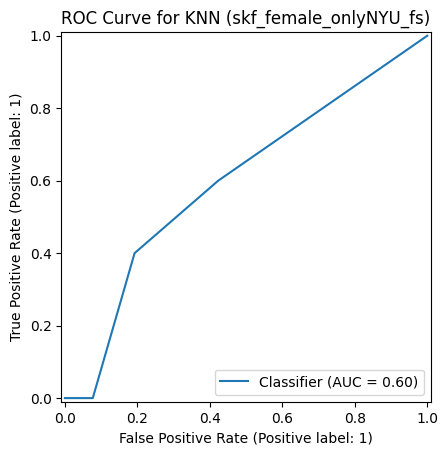 ROC Curve for KNN (skf_female_onlyNYU_fs)
True Positive Rate (Positive label: 1)
1.0
0.8
0.6
0.4
0.2
0.0
Classifier (AUC = 0.60)
0.0 0.2 0.4 0.6 0.8 1.0
False Positive Rate (Positive label: 1)